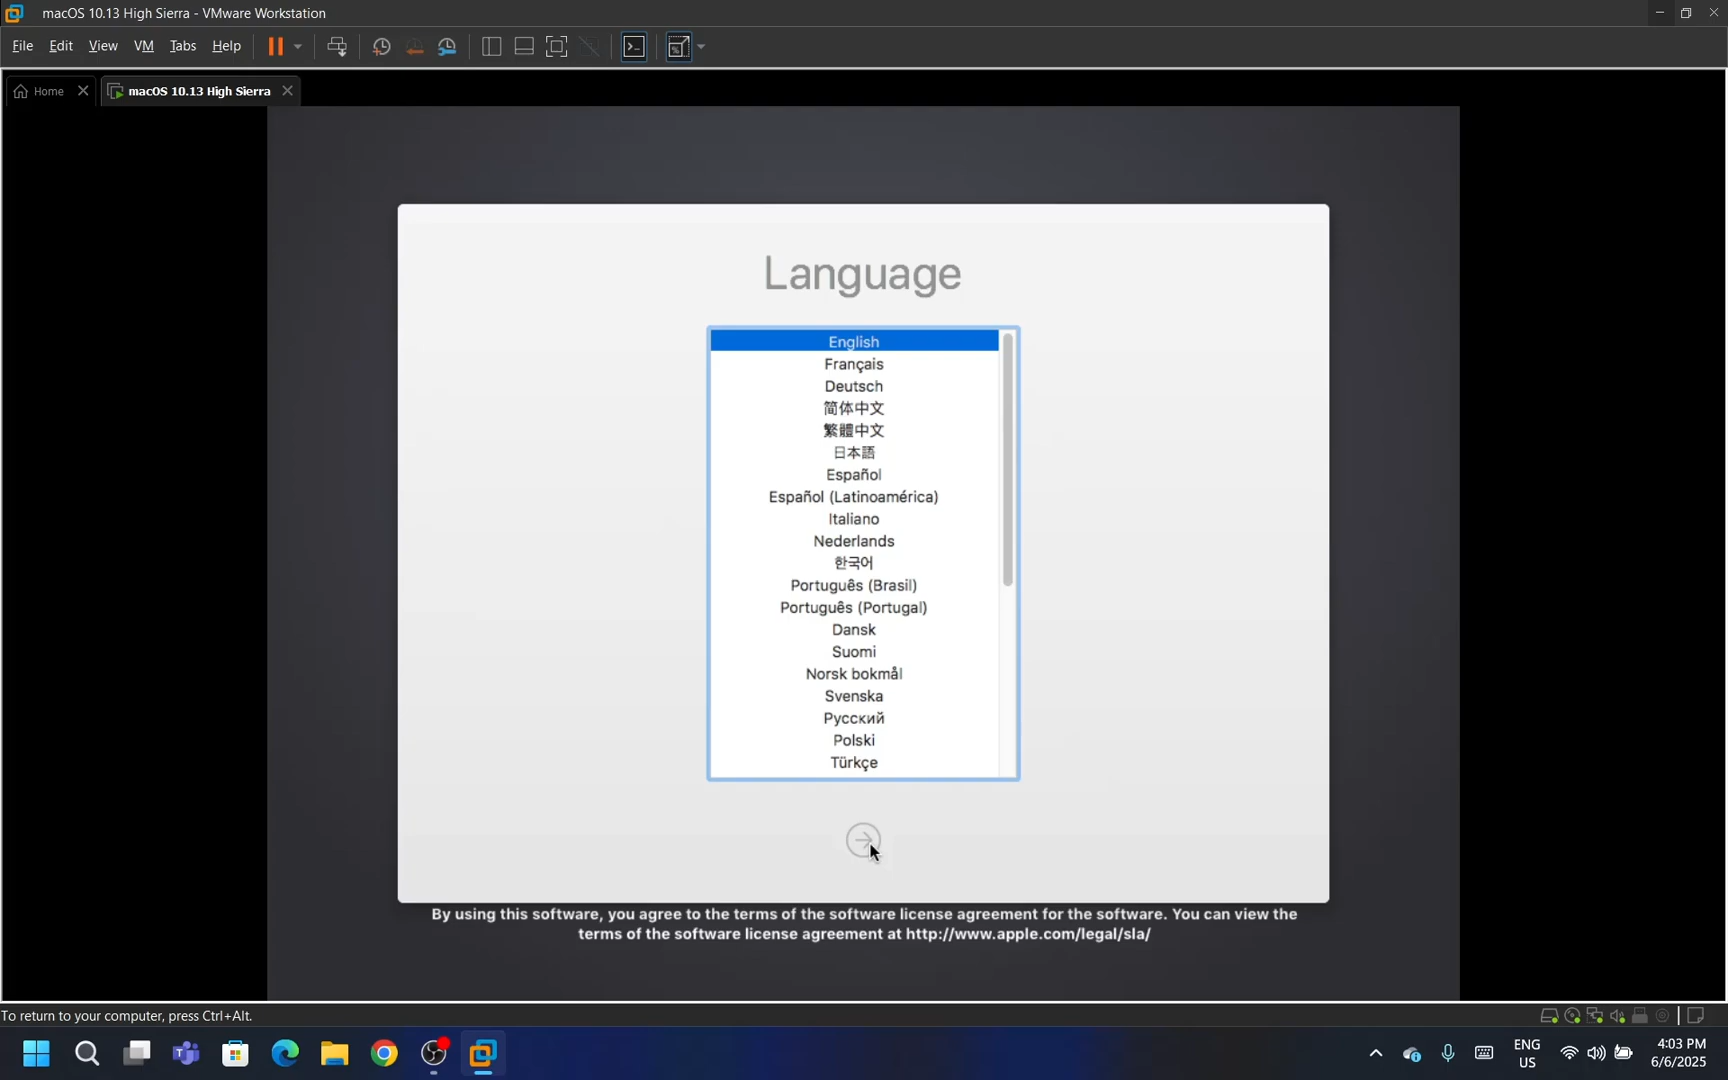 macOS 10.13 High Sierra - VMware Workstation
File Edit View VM Tabs Help
Home macOS 10.13 High Sierra
Language
English
Français
Deutsch
简体中文
繁體中文
日本語
Español
Español (Latinoamérica)
Italiano
Nederlands
한국어
Português (Brasil)
Português (Portugal)
Dansk
Suomi
Norsk bokmål
Svenska
Русский
Polski
Türkçe
By using this software, you agree to the terms of the software license agreement for the software. You can view the
terms of the software license agreement at http://www.apple.com/legal/sla/
To return to your computer, press Ctrl+Alt.
ENG
US
4:03 PM
6/6/2025